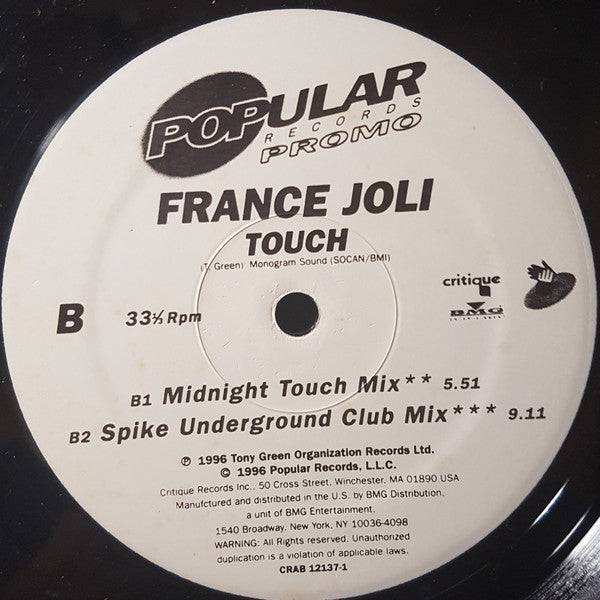 POPULAR
RECORDS
PROMO
FRANCE JOLI
TOUCH
(T. Green) Monogram Sound (SOCAN/BMI)
critique
BMG
B
33⅓ Rpm
B1 Midnight Touch Mix** 5.51
B2 Spike Underground Club Mix*** 9.11
℗ 1996 Tony Green Organization Records Ltd.
© 1996 Popular Records, L.L.C.
Critique Records Inc., 50 Cross Street, Winchester, MA 01890 USA
Manufctured and distributed in the U.S. by BMG Distribution,
a unit of BMG Entertainment,
1540 Broadway, New York, NY 10036-4098
WARNING: All Rights reserved. Unauthorized
duplication is a violation of applicable laws.
CRAB 12137-1